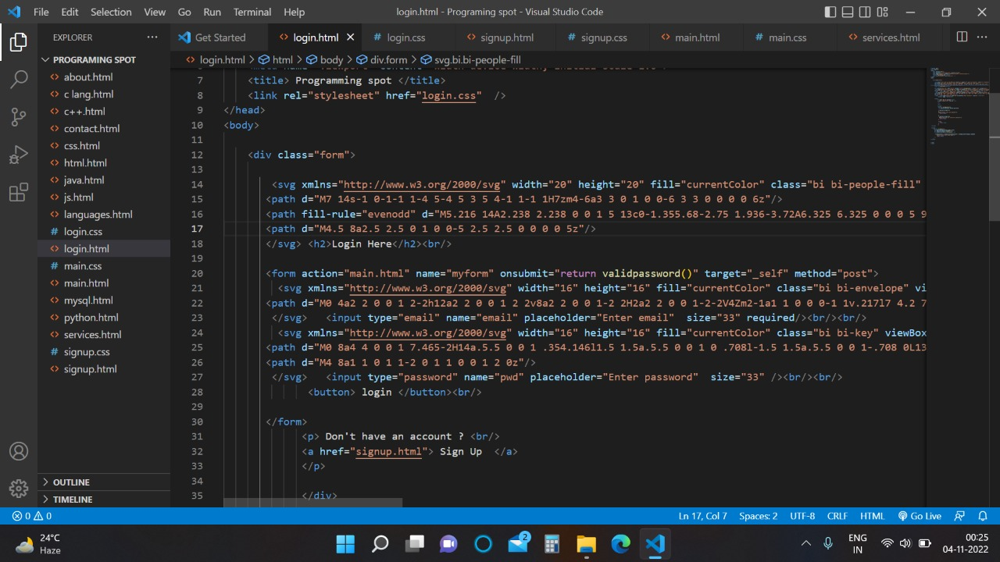 File Edit Selection View Go Run Terminal Help login.html - Programing spot - Visual Studio Code
EXPLORER
Get Started login.html login.css signup.html signup.css main.html main.css services.html
PROGRAMING SPOT
about.html
c lang.html
c++.html
contact.html
css.html
html.html
java.html
js.html
languages.html
login.css
login.html
main.css
main.html
mysql.html
python.html
services.html
signup.css
signup.html
OUTLINE
TIMELINE
login.html > html > body > div.form > svg.bi.bi-people-fill
7 <title> Programming spot </title>
8 <link rel="stylesheet" href="login.css" />
9 </head>
10 <body>
11
12 <div class="form">
13
14 <svg xmlns="http://www.w3.org/2000/svg" width="20" height="20" fill="currentColor" class="bi bi-people-fill"
15 <path d="M7 14s-1 0-1-1 1-4 5-4 5 3 5 4-1 1-1 1H7zm4-6a3 3 0 1 0 0-6 3 3 0 0 0 0 6z"/>
16 <path fill-rule="evenodd" d="M5.216 14A2.238 2.238 0 0 1 5 13c0-1.355.68-2.75 1.936-3.72A6.325 6.325 0 0 0 5 9
17 <path d="M4.5 8a2.5 2.5 0 1 0 0-5 2.5 2.5 0 0 0 0 5z"/>
18 </svg> <h2>Login Here</h2><br/>
19
20 <form action="main.html" name="myform" onsubmit="return validpassword()" target="_self" method="post">
21 <svg xmlns="http://www.w3.org/2000/svg" width="16" height="16" fill="currentColor" class="bi bi-envelope" vi
22 <path d="M0 4a2 2 0 0 1 2-2h12a2 2 0 0 1 2 2v8a2 2 0 0 1-2 2H2a2 2 0 0 1-2-2V4Zm2-1a1 1 0 0 0-1 1v.217l7 4.2 7
23 </svg> <input type="email" name="email" placeholder="Enter email" size="33" required/><br/><br/>
24 <svg xmlns="http://www.w3.org/2000/svg" width="16" height="16" fill="currentColor" class="bi bi-key" viewBox
25 <path d="M0 8a4 4 0 0 1 7.465-2H14a.5.5 0 0 1 .354.146l1.5 1.5a.5.5 0 0 1 0 .708l-1.5 1.5a.5.5 0 0 1-.708 0L13
26 <path d="M4 8a1 1 0 1 1-2 0 1 1 0 0 1 2 0z"/>
27 </svg> <input type="password" name="pwd" placeholder="Enter password" size="33" /><br/><br/>
28 <button> login </button><br/>
29
30 </form>
31 <p> Don't have an account ? <br/>
32 <a href="signup.html"> Sign Up </a>
33 </p>
34
35 </div>
0 0 Ln 17, Col 7 Spaces: 2 UTF-8 CRLF HTML Go Live
24°C
Haze
2
ENG
IN
00:25
04-11-2022